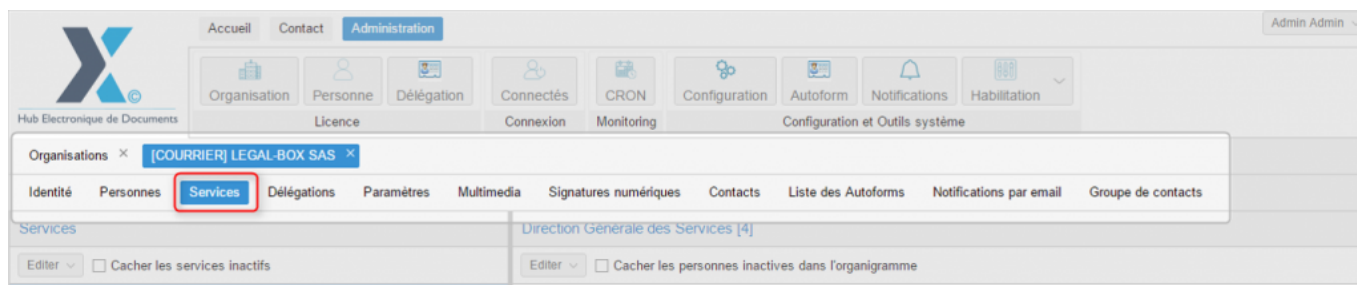 Accueil Contact Administration Admin Admin
Organisation Personne Délégation Connectés CRON Configuration Autoform Notifications Habilitation
©
Hub Electronique de Documents Licence Connexion Monitoring Configuration et Outils système
Organisations × [COURRIER] LEGAL-BOX SAS ×
Identité Personnes Services Délégations Paramètres Multimedia Signatures numériques Contacts Liste des Autoforms Notifications par email Groupe de contacts
Services Direction Générale des Services [4]
Editer Cacher les services inactifs Editer Cacher les personnes inactives dans l'organigramme